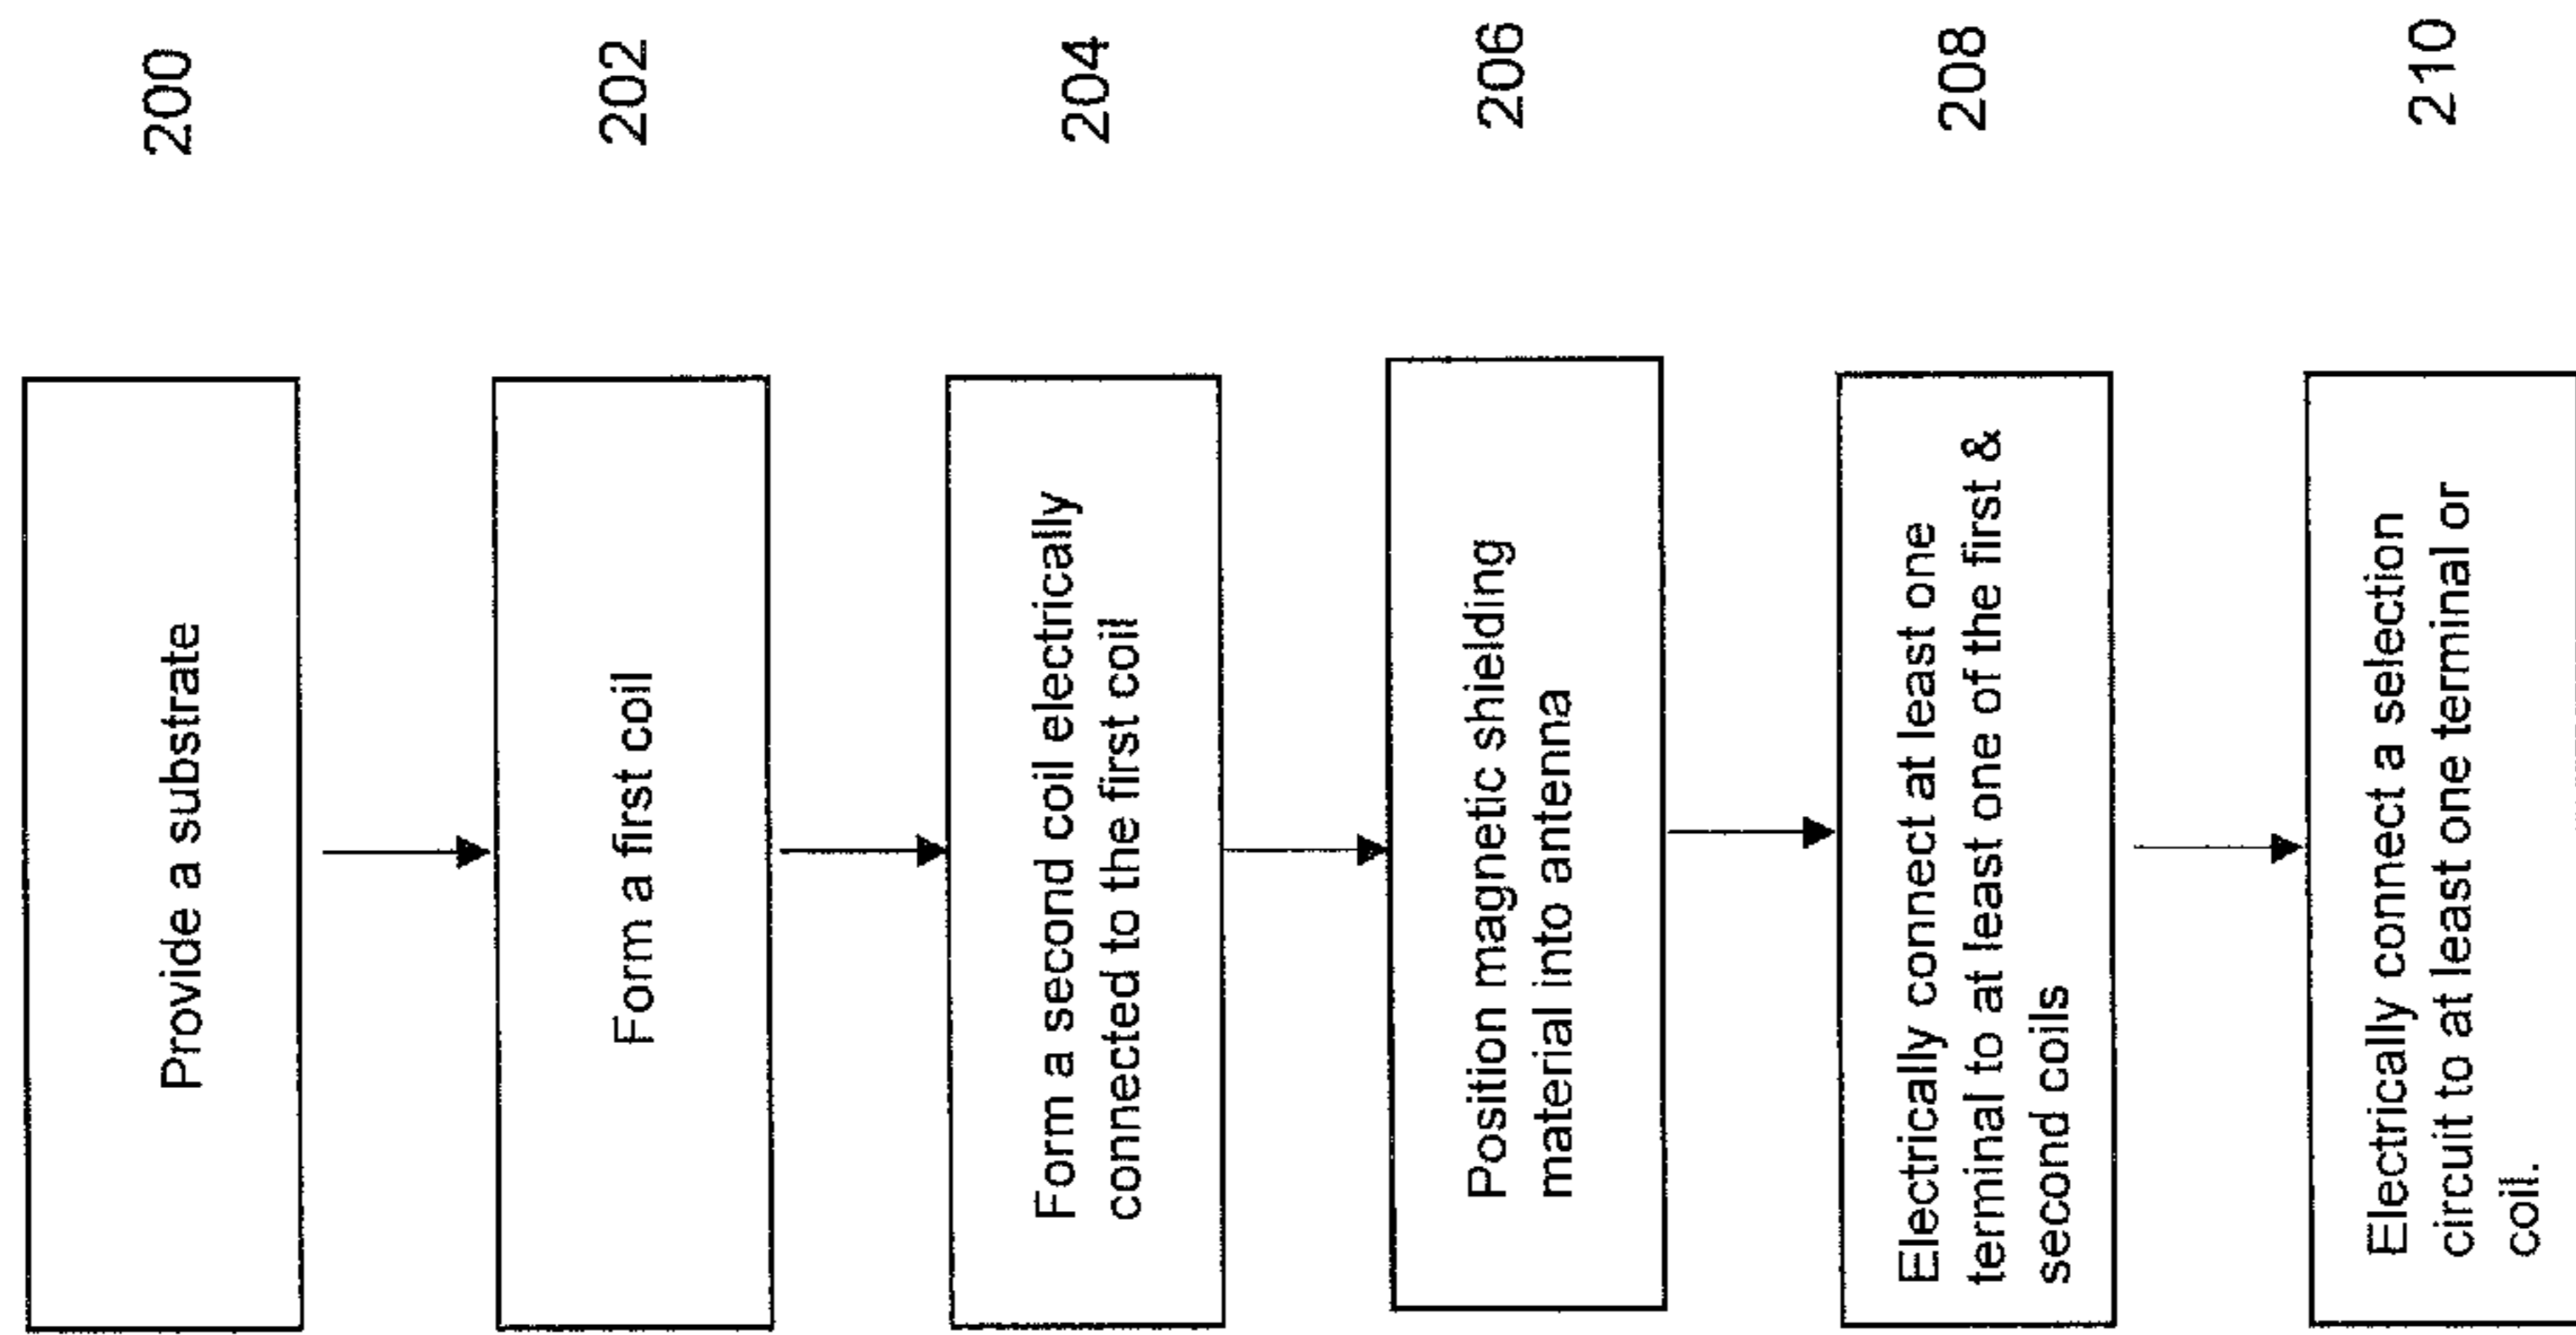 Provide a substrate
200
Form a first coil
202
Form a second coil electrically
connected to the first coil
204
Position magnetic shielding
material into antenna
206
Electrically connect at least one
terminal to at least one of the first &
second coils
208
Electrically connect a selection
circuit to at least one terminal or
coil.
210